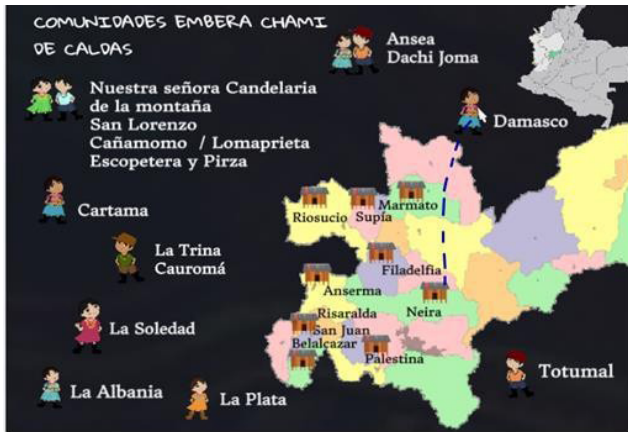 COMUNIDADES EMBERA CHAMI
DE CALDAS
Ansea
Dachi Joma
Nuestra señora Candelaria
de la montaña
San Lorenzo
Cañamomo / Lomaprieta
Escopetera y Pirza
Damasco
Cartama
Riosucio
Supía
Marmato
La Trina
Cauromá
Filadelfia
Anserma
Neira
Risaralda
San Juan
Belalcazar
Palestina
La Soledad
La Albania
La Plata
Totumal